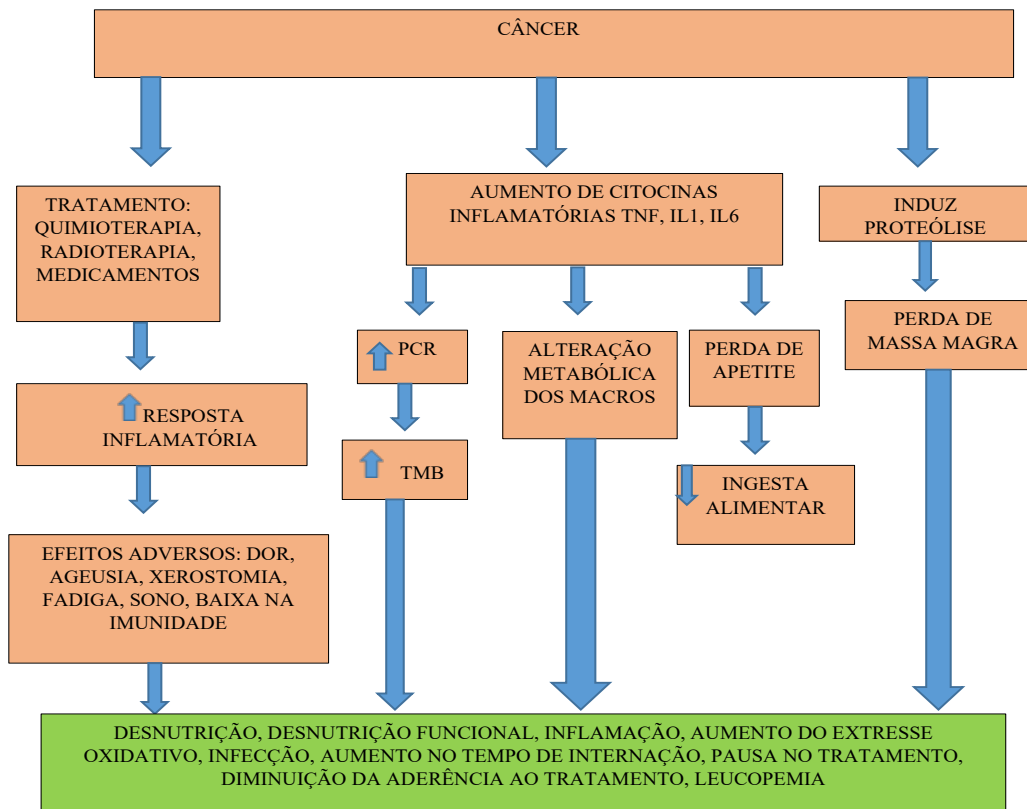 CÂNCER
TRATAMENTO:
QUIMIOTERAPIA,
RADIOTERAPIA,
MEDICAMENTOS
RESPOSTA
INFLAMATÓRIA
EFEITOS ADVERSOS: DOR,
AGEUSIA, XEROSTOMIA,
FADIGA, SONO, BAIXA NA
IMUNIDADE
AUMENTO DE CITOCINAS
INFLAMATÓRIAS TNF, IL1, IL6
PCR
TMB
ALTERAÇÃO
METABÓLICA
DOS MACROS
PERDA DE
APETITE
INGESTA
ALIMENTAR
INDUZ
PROTEÓLISE
PERDA DE
MASSA MAGRA
DESNUTRIÇÃO, DESNUTRIÇÃO FUNCIONAL, INFLAMAÇÃO, AUMENTO DO EXTRESSE
OXIDATIVO, INFECÇÃO, AUMENTO NO TEMPO DE INTERNAÇÃO, PAUSA NO TRATAMENTO,
DIMINUIÇÃO DA ADERÊNCIA AO TRATAMENTO, LEUCOPEMIA